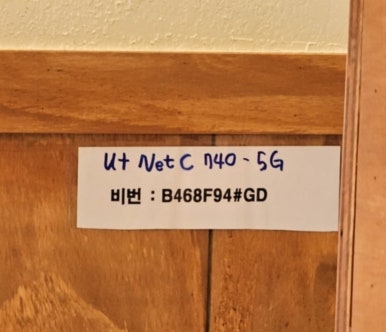 U+ Net C 740-5G
비번 : B468F94#GD